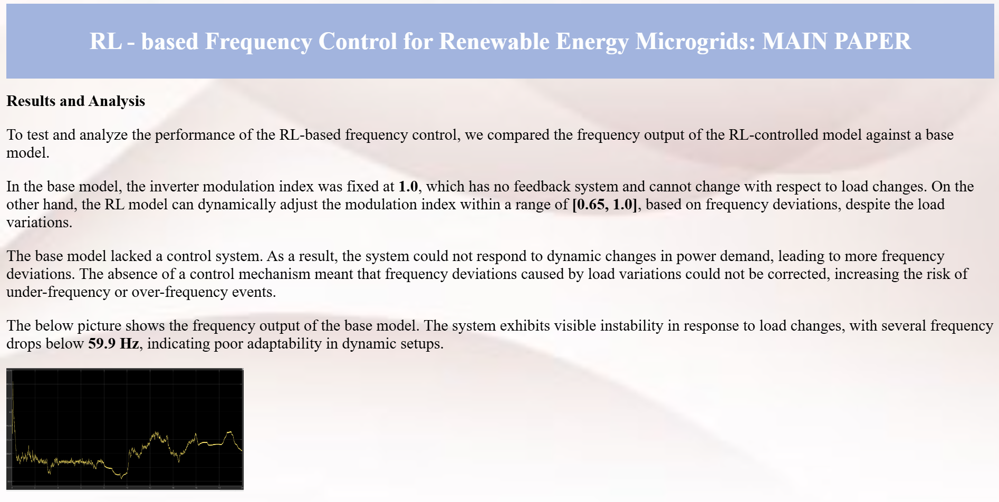 RL - based Frequency Control for Renewable Energy Microgrids: MAIN PAPER
Results and Analysis
To test and analyze the performance of the RL-based frequency control, we compared the frequency output of the RL-controlled model against a base
model.
In the base model, the inverter modulation index was fixed at 1.0, which has no feedback system and cannot change with respect to load changes. On the
other hand, the RL model can dynamically adjust the modulation index within a range of [0.65, 1.0], based on frequency deviations, despite the load
variations.
The base model lacked a control system. As a result, the system could not respond to dynamic changes in power demand, leading to more frequency
deviations. The absence of a control mechanism meant that frequency deviations caused by load variations could not be corrected, increasing the risk of
under-frequency or over-frequency events.
The below picture shows the frequency output of the base model. The system exhibits visible instability in response to load changes, with several frequency
drops below 59.9 Hz, indicating poor adaptability in dynamic setups.